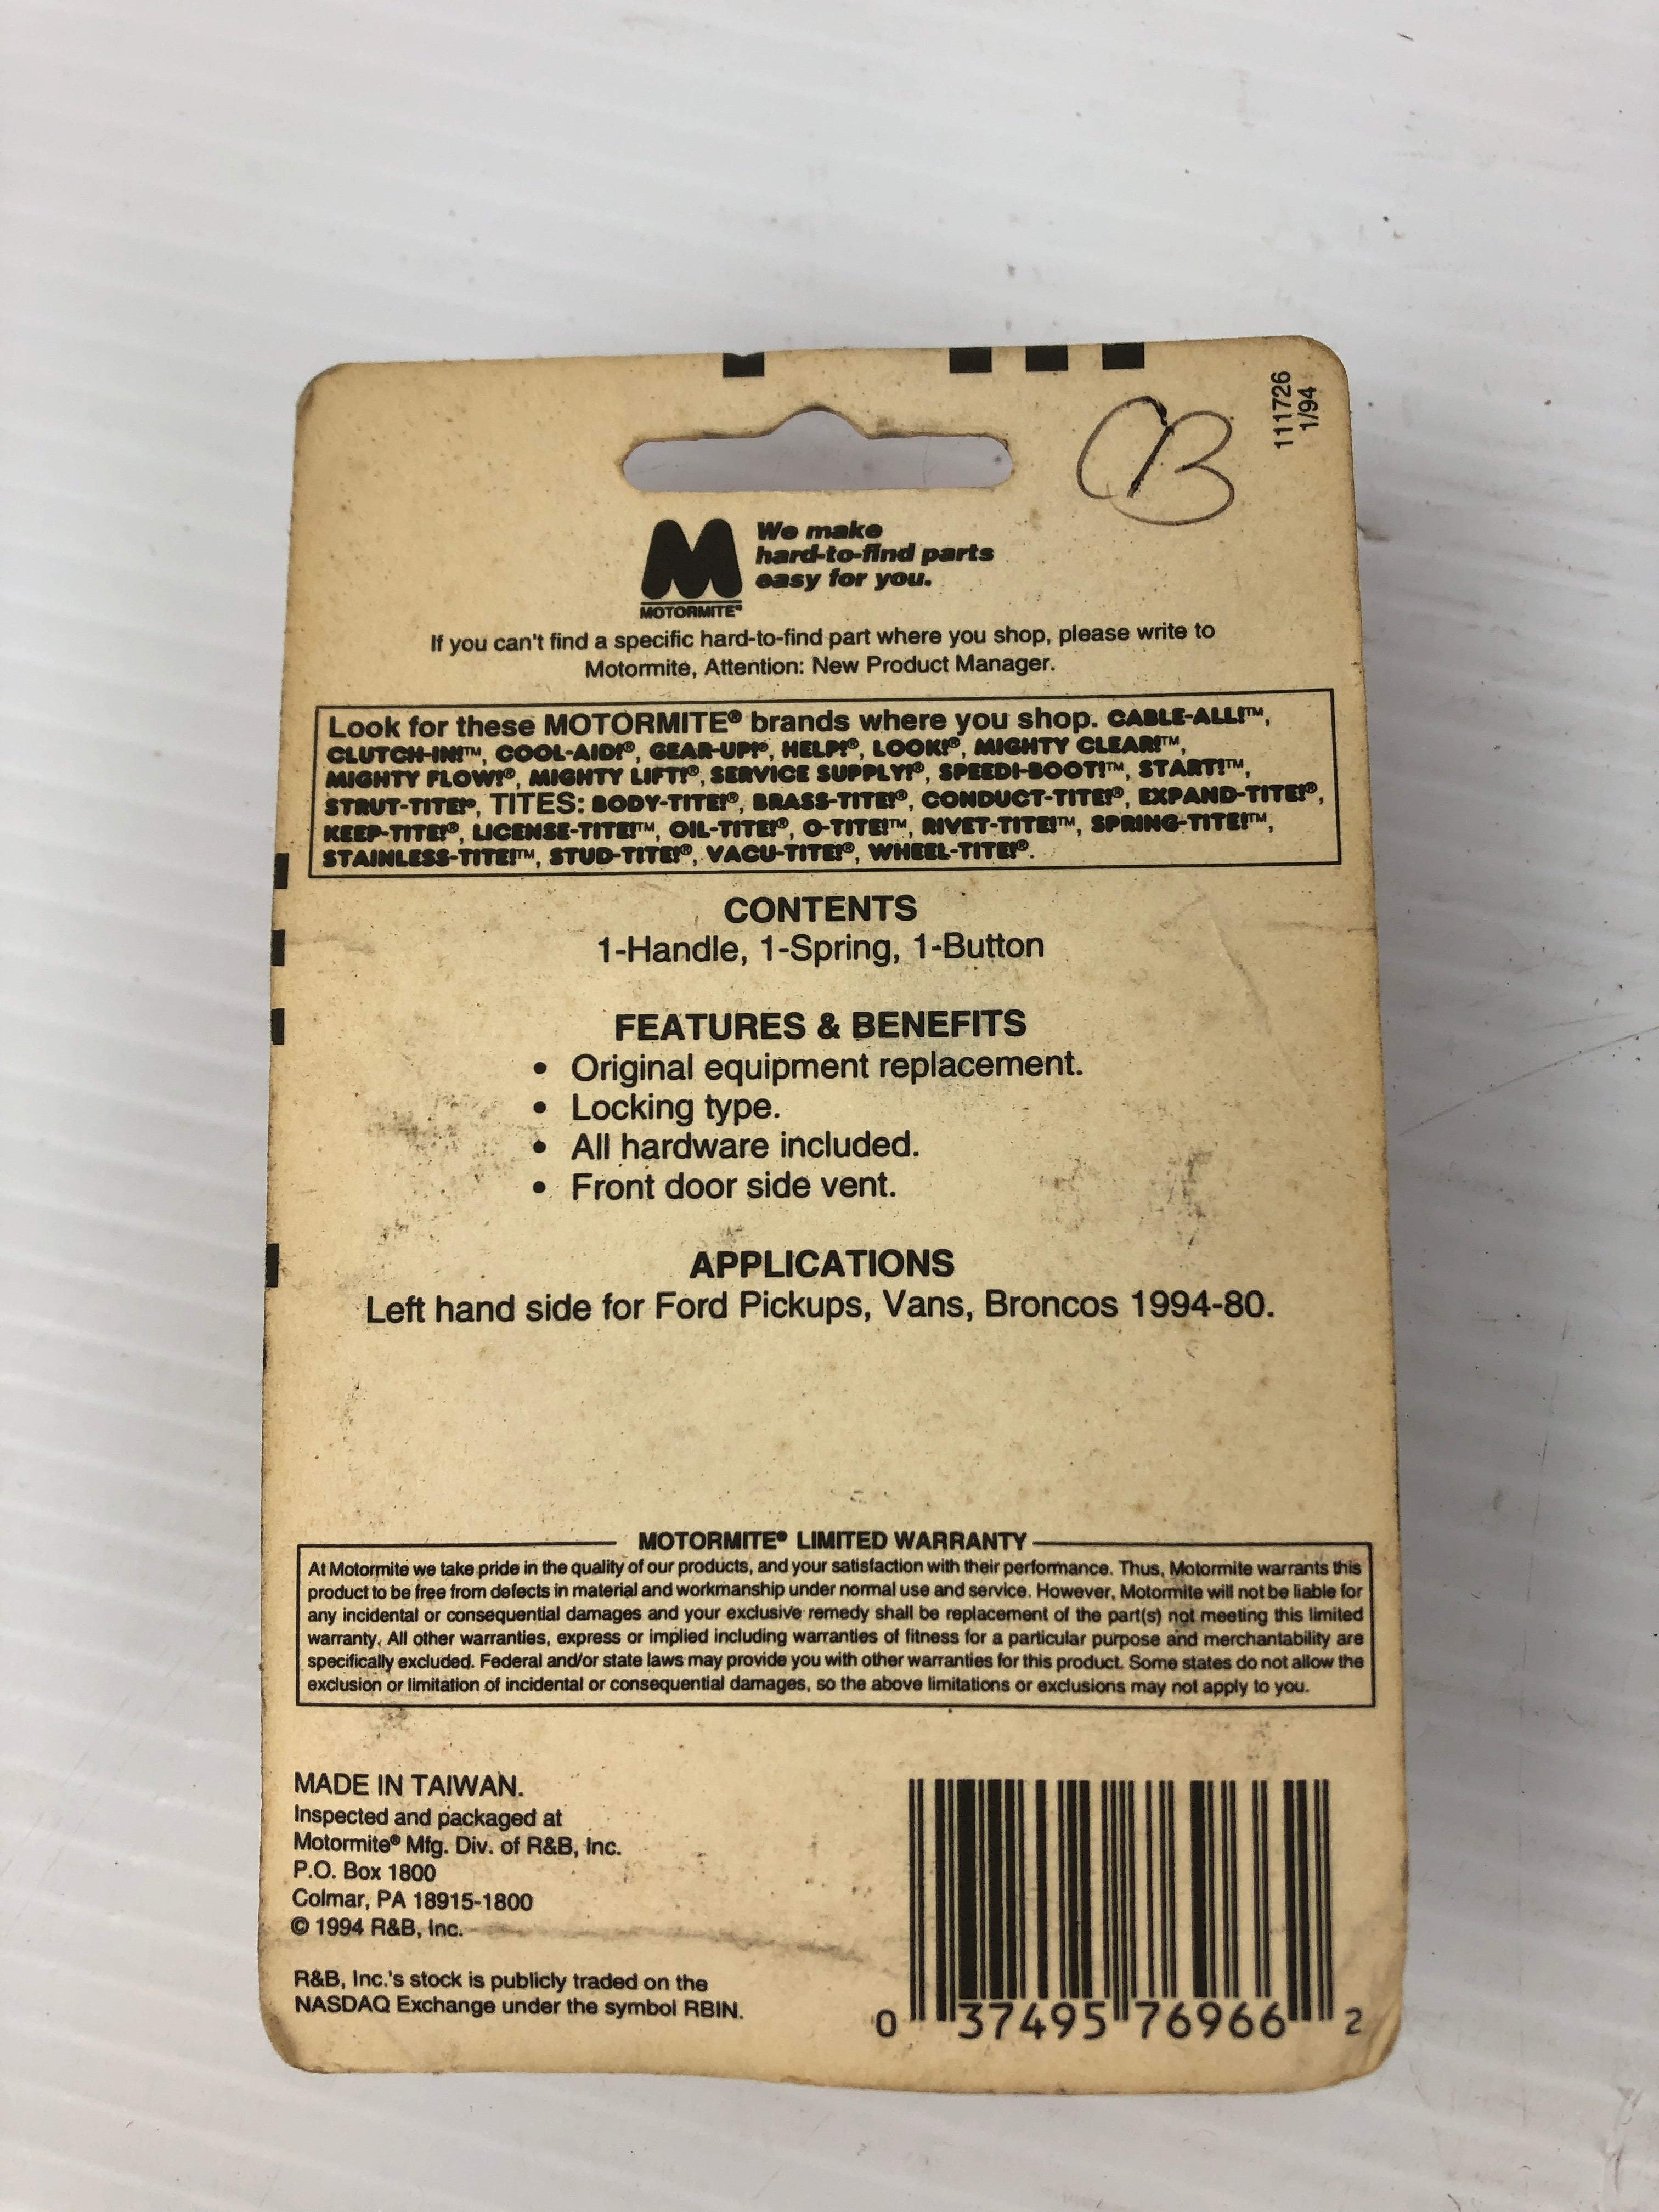 111726
1/94
CB
We make
hard-to-find parts
easy for you.
MOTORMITE®
If you can't find a specific hard-to-find part where you shop, please write to
Motormite, Attention: New Product Manager.
Look for these MOTORMITE® brands where you shop. CABLE-ALL!™,
CLUTCH-IN!™, COOL-AID!®, GEAR-UP!®, HELP!®, LOOK!®, MIGHTY CLEAR!™,
MIGHTY FLOW!®, MIGHTY LIFT!®, SERVICE SUPPLY!®, SPEEDI-BOOT!™, START!™,
STRUT-TITE!®, TITES: BODY-TITE!®, BRASS-TITE!®, CONDUCT-TITE!®, EXPAND-TITE!®,
KEEP-TITE!®, LICENSE-TITE!™, OIL-TITE!®, O-TITE!™, RIVET-TITE!™, SPRING-TITE!™,
STAINLESS-TITE!™, STUD-TITE!®, VACU-TITE!®, WHEEL-TITE!®.
CONTENTS
1-Handle, 1-Spring, 1-Button
FEATURES & BENEFITS
• Original equipment replacement.
• Locking type.
• All hardware included.
• Front door side vent.
APPLICATIONS
Left hand side for Ford Pickups, Vans, Broncos 1994-80.
MOTORMITE® LIMITED WARRANTY
At Motormite we take pride in the quality of our products, and your satisfaction with their performance. Thus, Motormite warrants this
product to be free from defects in material and workmanship under normal use and service. However, Motormite will not be liable for
any incidental or consequential damages and your exclusive remedy shall be replacement of the part(s) not meeting this limited
warranty. All other warranties, express or implied including warranties of fitness for a particular purpose and merchantability are
specifically excluded. Federal and/or state laws may provide you with other warranties for this product. Some states do not allow the
exclusion or limitation of incidental or consequential damages, so the above limitations or exclusions may not apply to you.
MADE IN TAIWAN.
Inspected and packaged at
Motormite® Mfg. Div. of R&B, Inc.
P.O. Box 1800
Colmar, PA 18915-1800
© 1994 R&B, Inc.
R&B, Inc.'s stock is publicly traded on the
NASDAQ Exchange under the symbol RBIN.
0 37495 76966 2